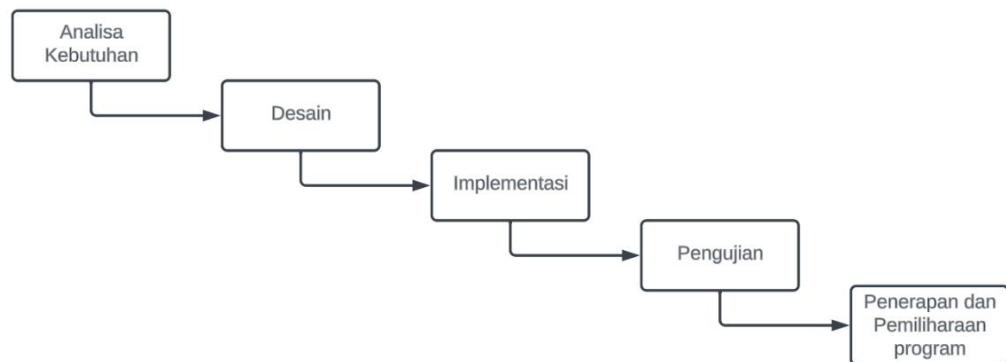 Analisa
Kebutuhan
Desain
Implementasi
Pengujian
Penerapan dan
Pemiliharaan
program